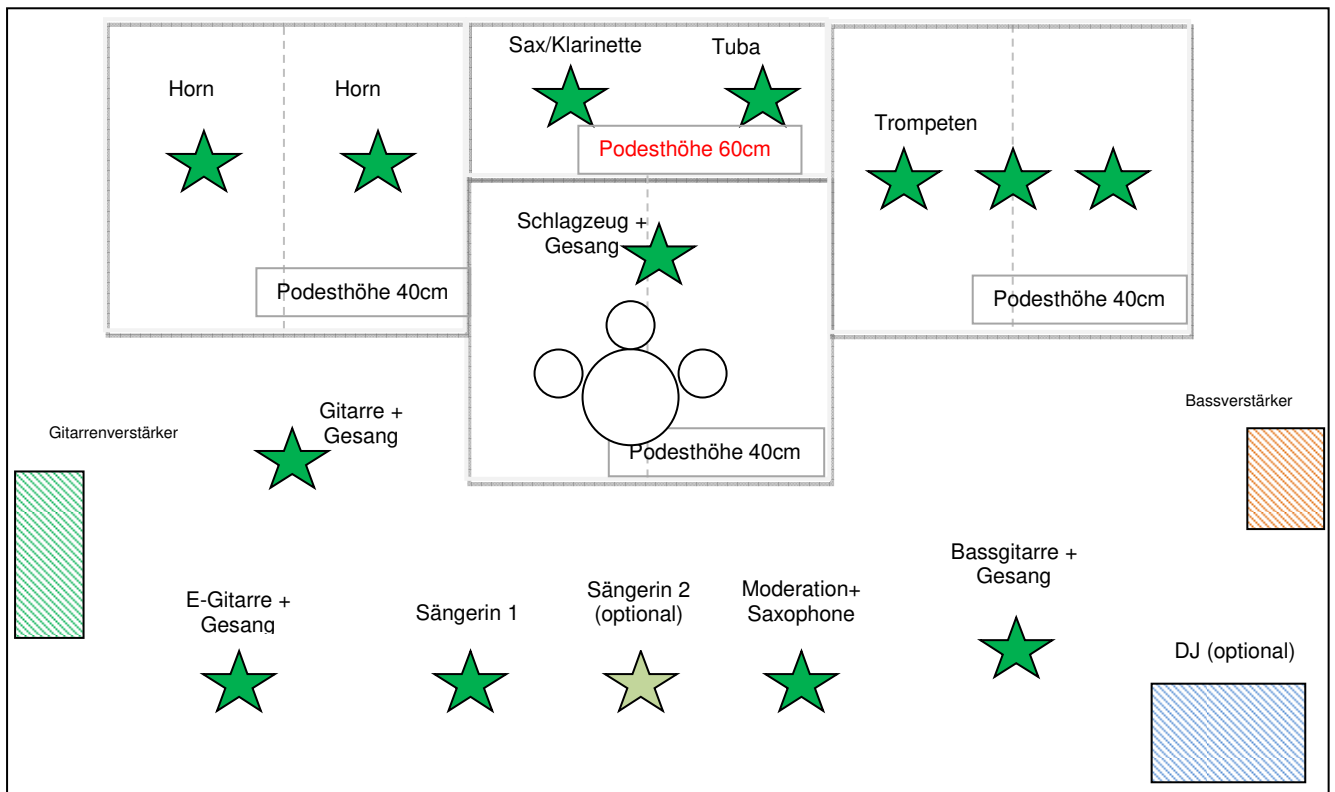 Sax/Klarinette
Tuba
Horn
Horn
Trompeten
Podesthöhe 60cm
Schlagzeug +
Gesang
Podesthöhe 40cm
Podesthöhe 40cm
Gitarre +
Gesang
Gitarrenverstärker
Bassverstärker
Podesthöhe 40cm
Bassgitarre +
Gesang
E-Gitarre +
Gesang
Sängerin 1
Sängerin 2
(optional)
Moderation+
Saxophone
DJ (optional)